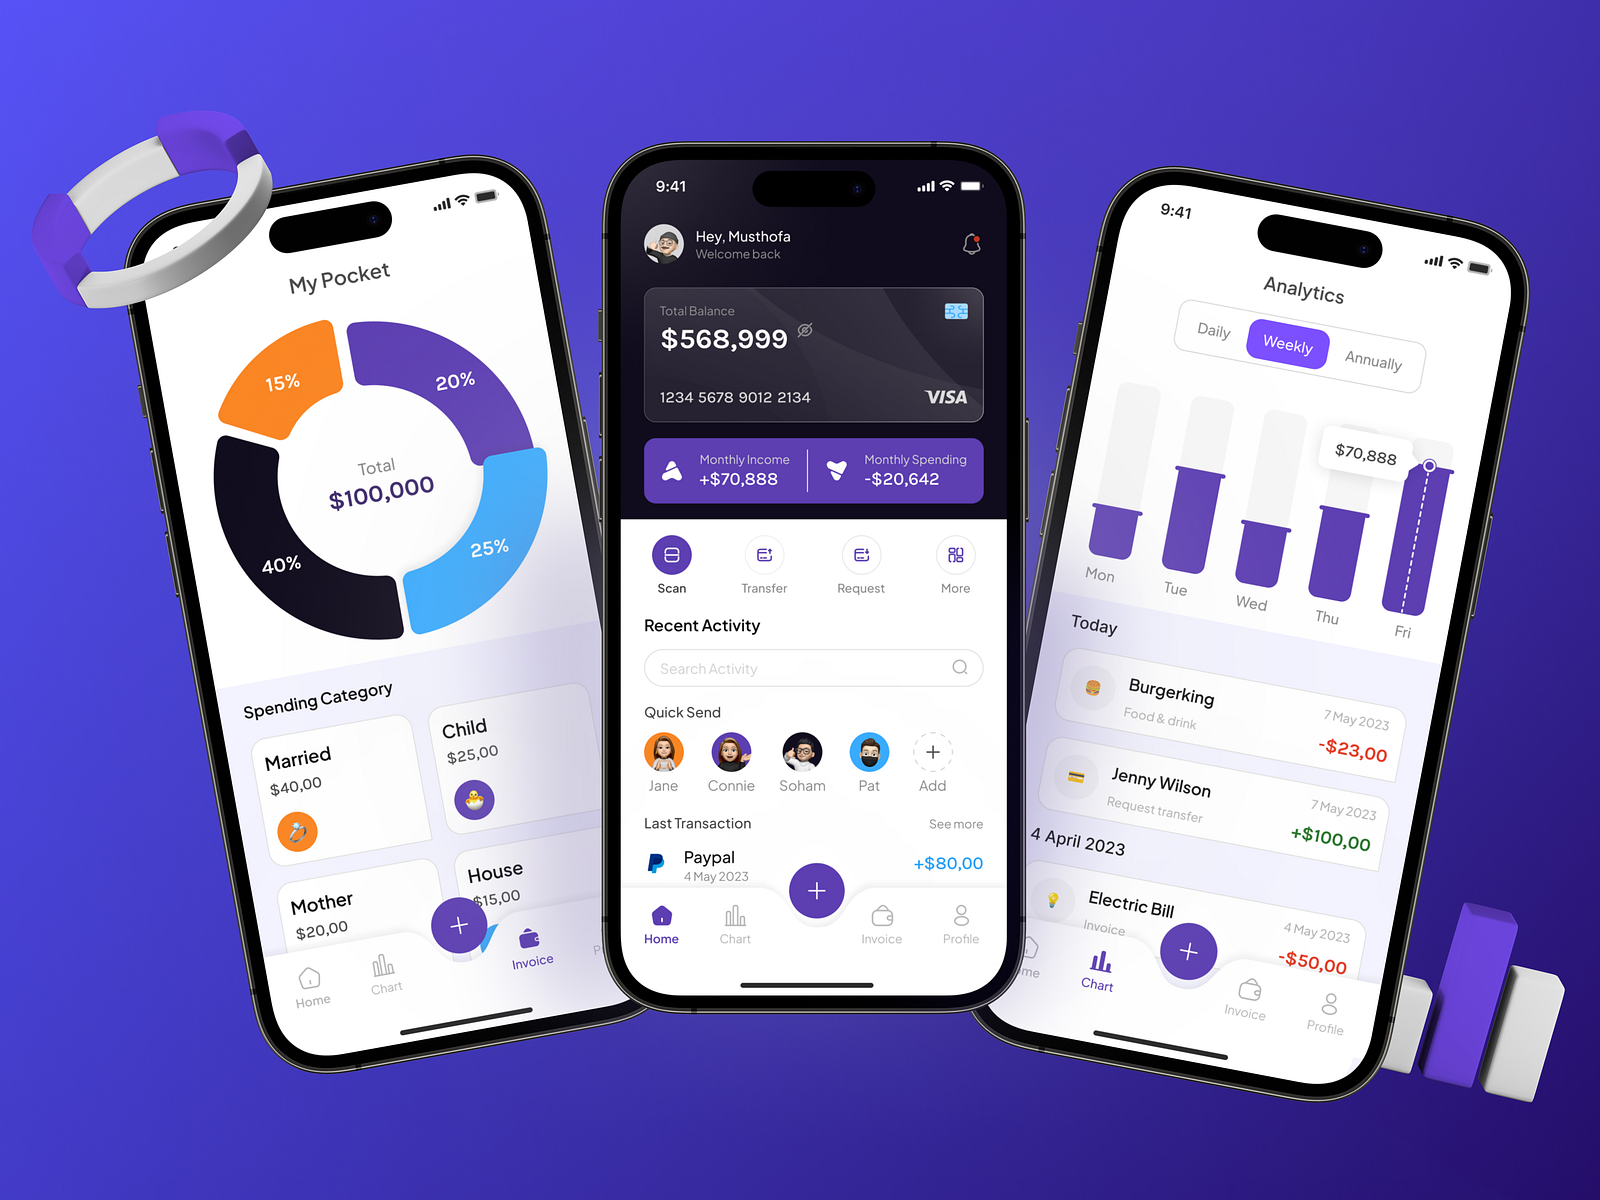 My Pocket
15%
20%
Total
$100,000
40%
25%
Spending Category
Married
$40,00
Child
$25,00
Mother
$20,00
House
$15,00
Home
Chart
Invoice
P
9:41
Hey, Musthofa
Welcome back
Total Balance
$568,999
1234 5678 9012 2134
VISA
Monthly Income
+$70,888
Monthly Spending
-$20,642
Scan
Transfer
Request
More
Recent Activity
Search Activity
Quick Send
Jane
Connie
Soham
Pat
Add
Last Transaction
See more
Paypal
4 May 2023
+$80,00
Home
Chart
Invoice
Profile
9:41
Analytics
Daily
Weekly
Annually
$70,888
Mon
Tue
Wed
Thu
Fri
Today
Burgerking
Food & drink
7 May 2023
-$23,00
Jenny Wilson
Request transfer
7 May 2023
+$100,00
4 April 2023
Electric Bill
Invoice
4 May 2023
-$50,00
me
Chart
Invoice
Profile